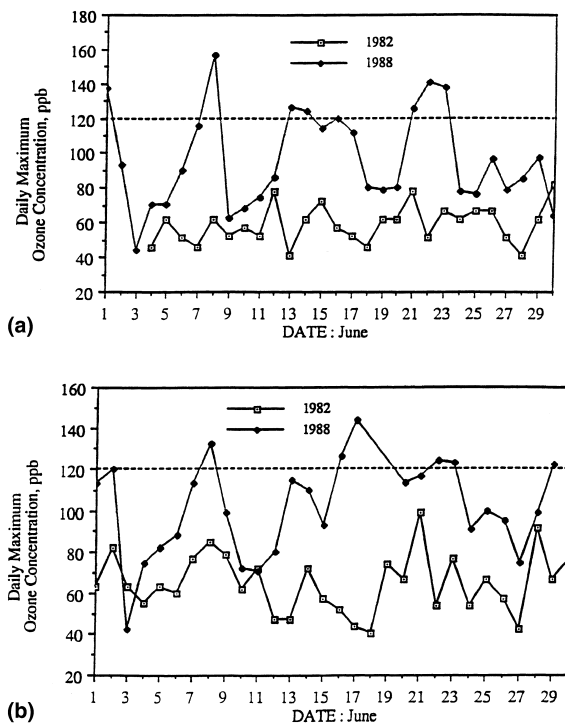 (a)
Daily Maximum
Ozone Concentration, ppb
180
160
140
120
100
80
60
40
20
1982
1988
1 3 5 7 9 11 13 15 17 19 21 23 25 27 29
DATE : June
(b)
Daily Maximum
Ozone Concentration, ppb
160
140
120
100
80
60
40
20
1982
1988
1 3 5 7 9 11 13 15 17 19 21 23 25 27 29
DATE : June